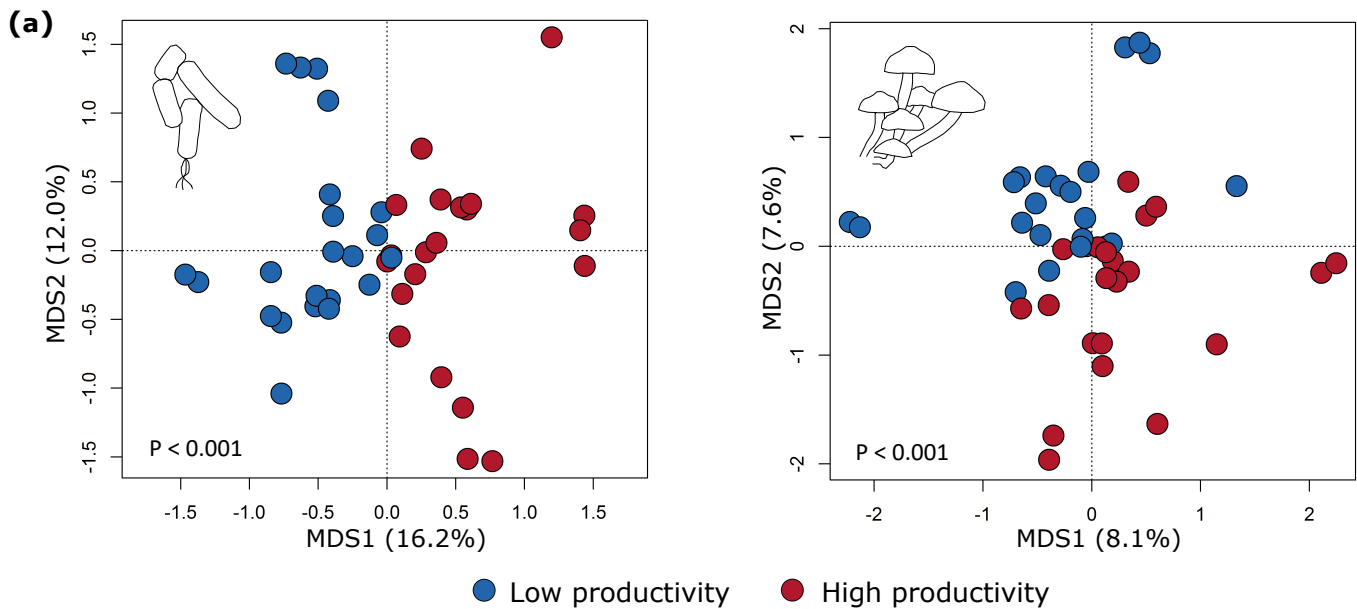 (a)
1.5
1.0
0.5
0.0
-0.5
-1.0
-1.5
MDS2 (12.0%)
P < 0.001
-1.5 -1.0 -0.5 0.0 0.5 1.0 1.5
MDS1 (16.2%)
2
1
0
-1
-2
MDS2 (7.6%)
P < 0.001
-2 -1 0 1 2
MDS1 (8.1%)
Low productivity High productivity